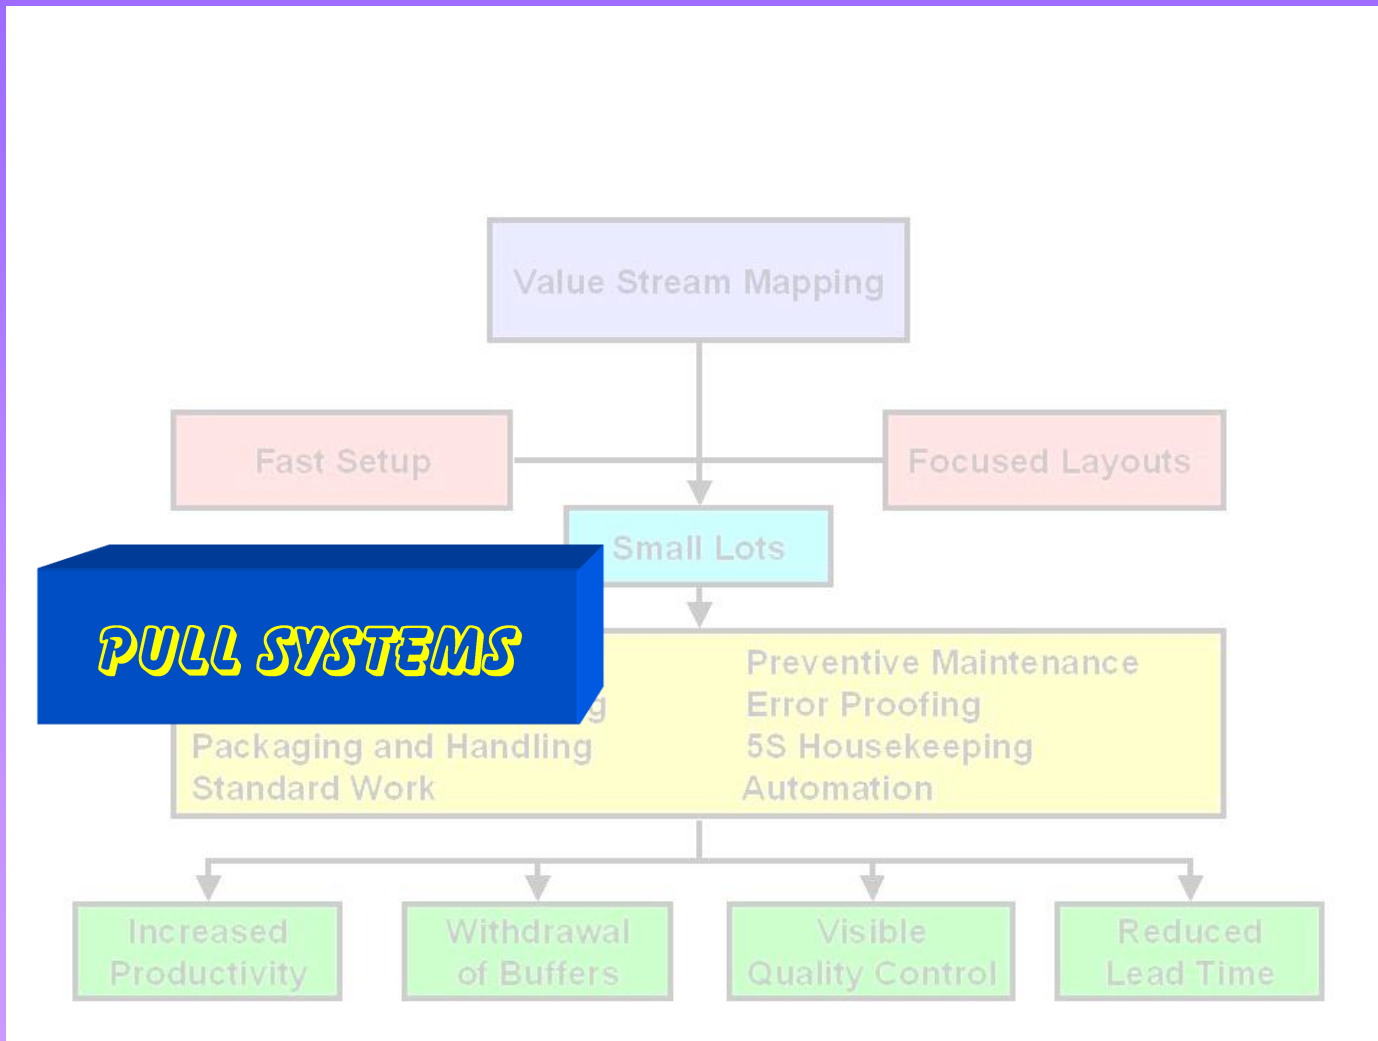 Value Stream Mapping
Fast Setup
Focused Layouts
Small Lots
PULL SYSTEMS
Preventive Maintenance
Error Proofing
Packaging and Handling
5S Housekeeping
Standard Work
Automation
Increased
Productivity
Withdrawal
of Buffers
Visible
Quality Control
Reduced
Lead Time